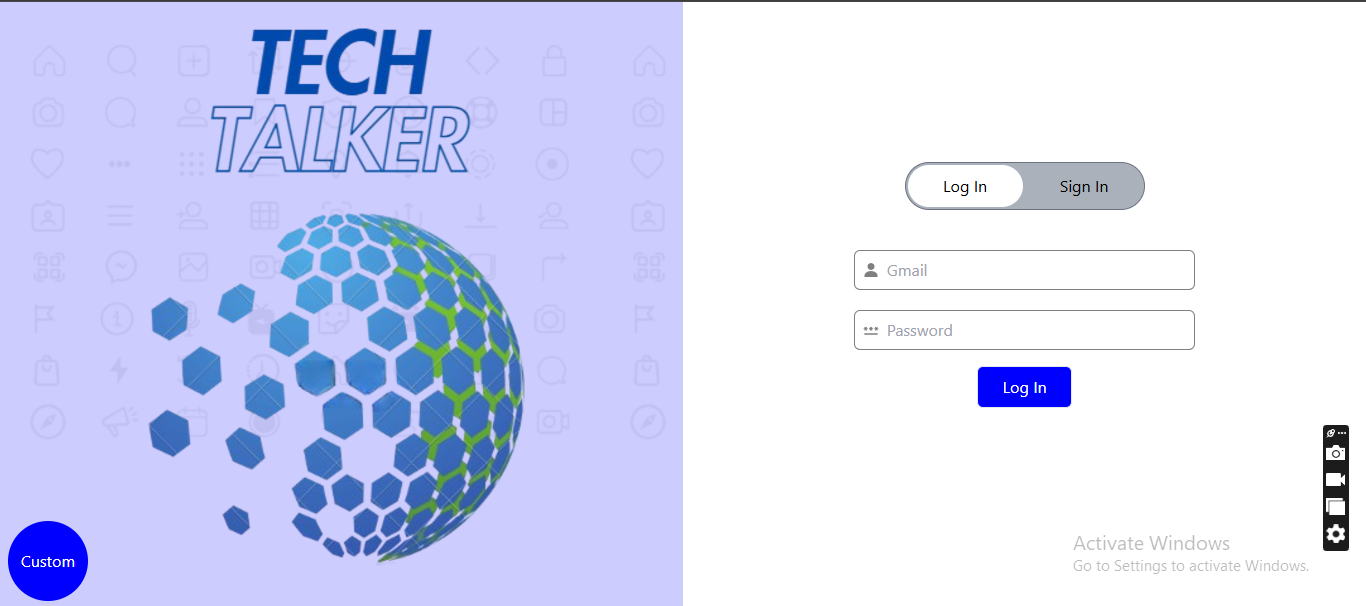 TECH
TALKER
Log In Sign In
Gmail
Password
Log In
Custom
Activate Windows
Go to Settings to activate Windows.